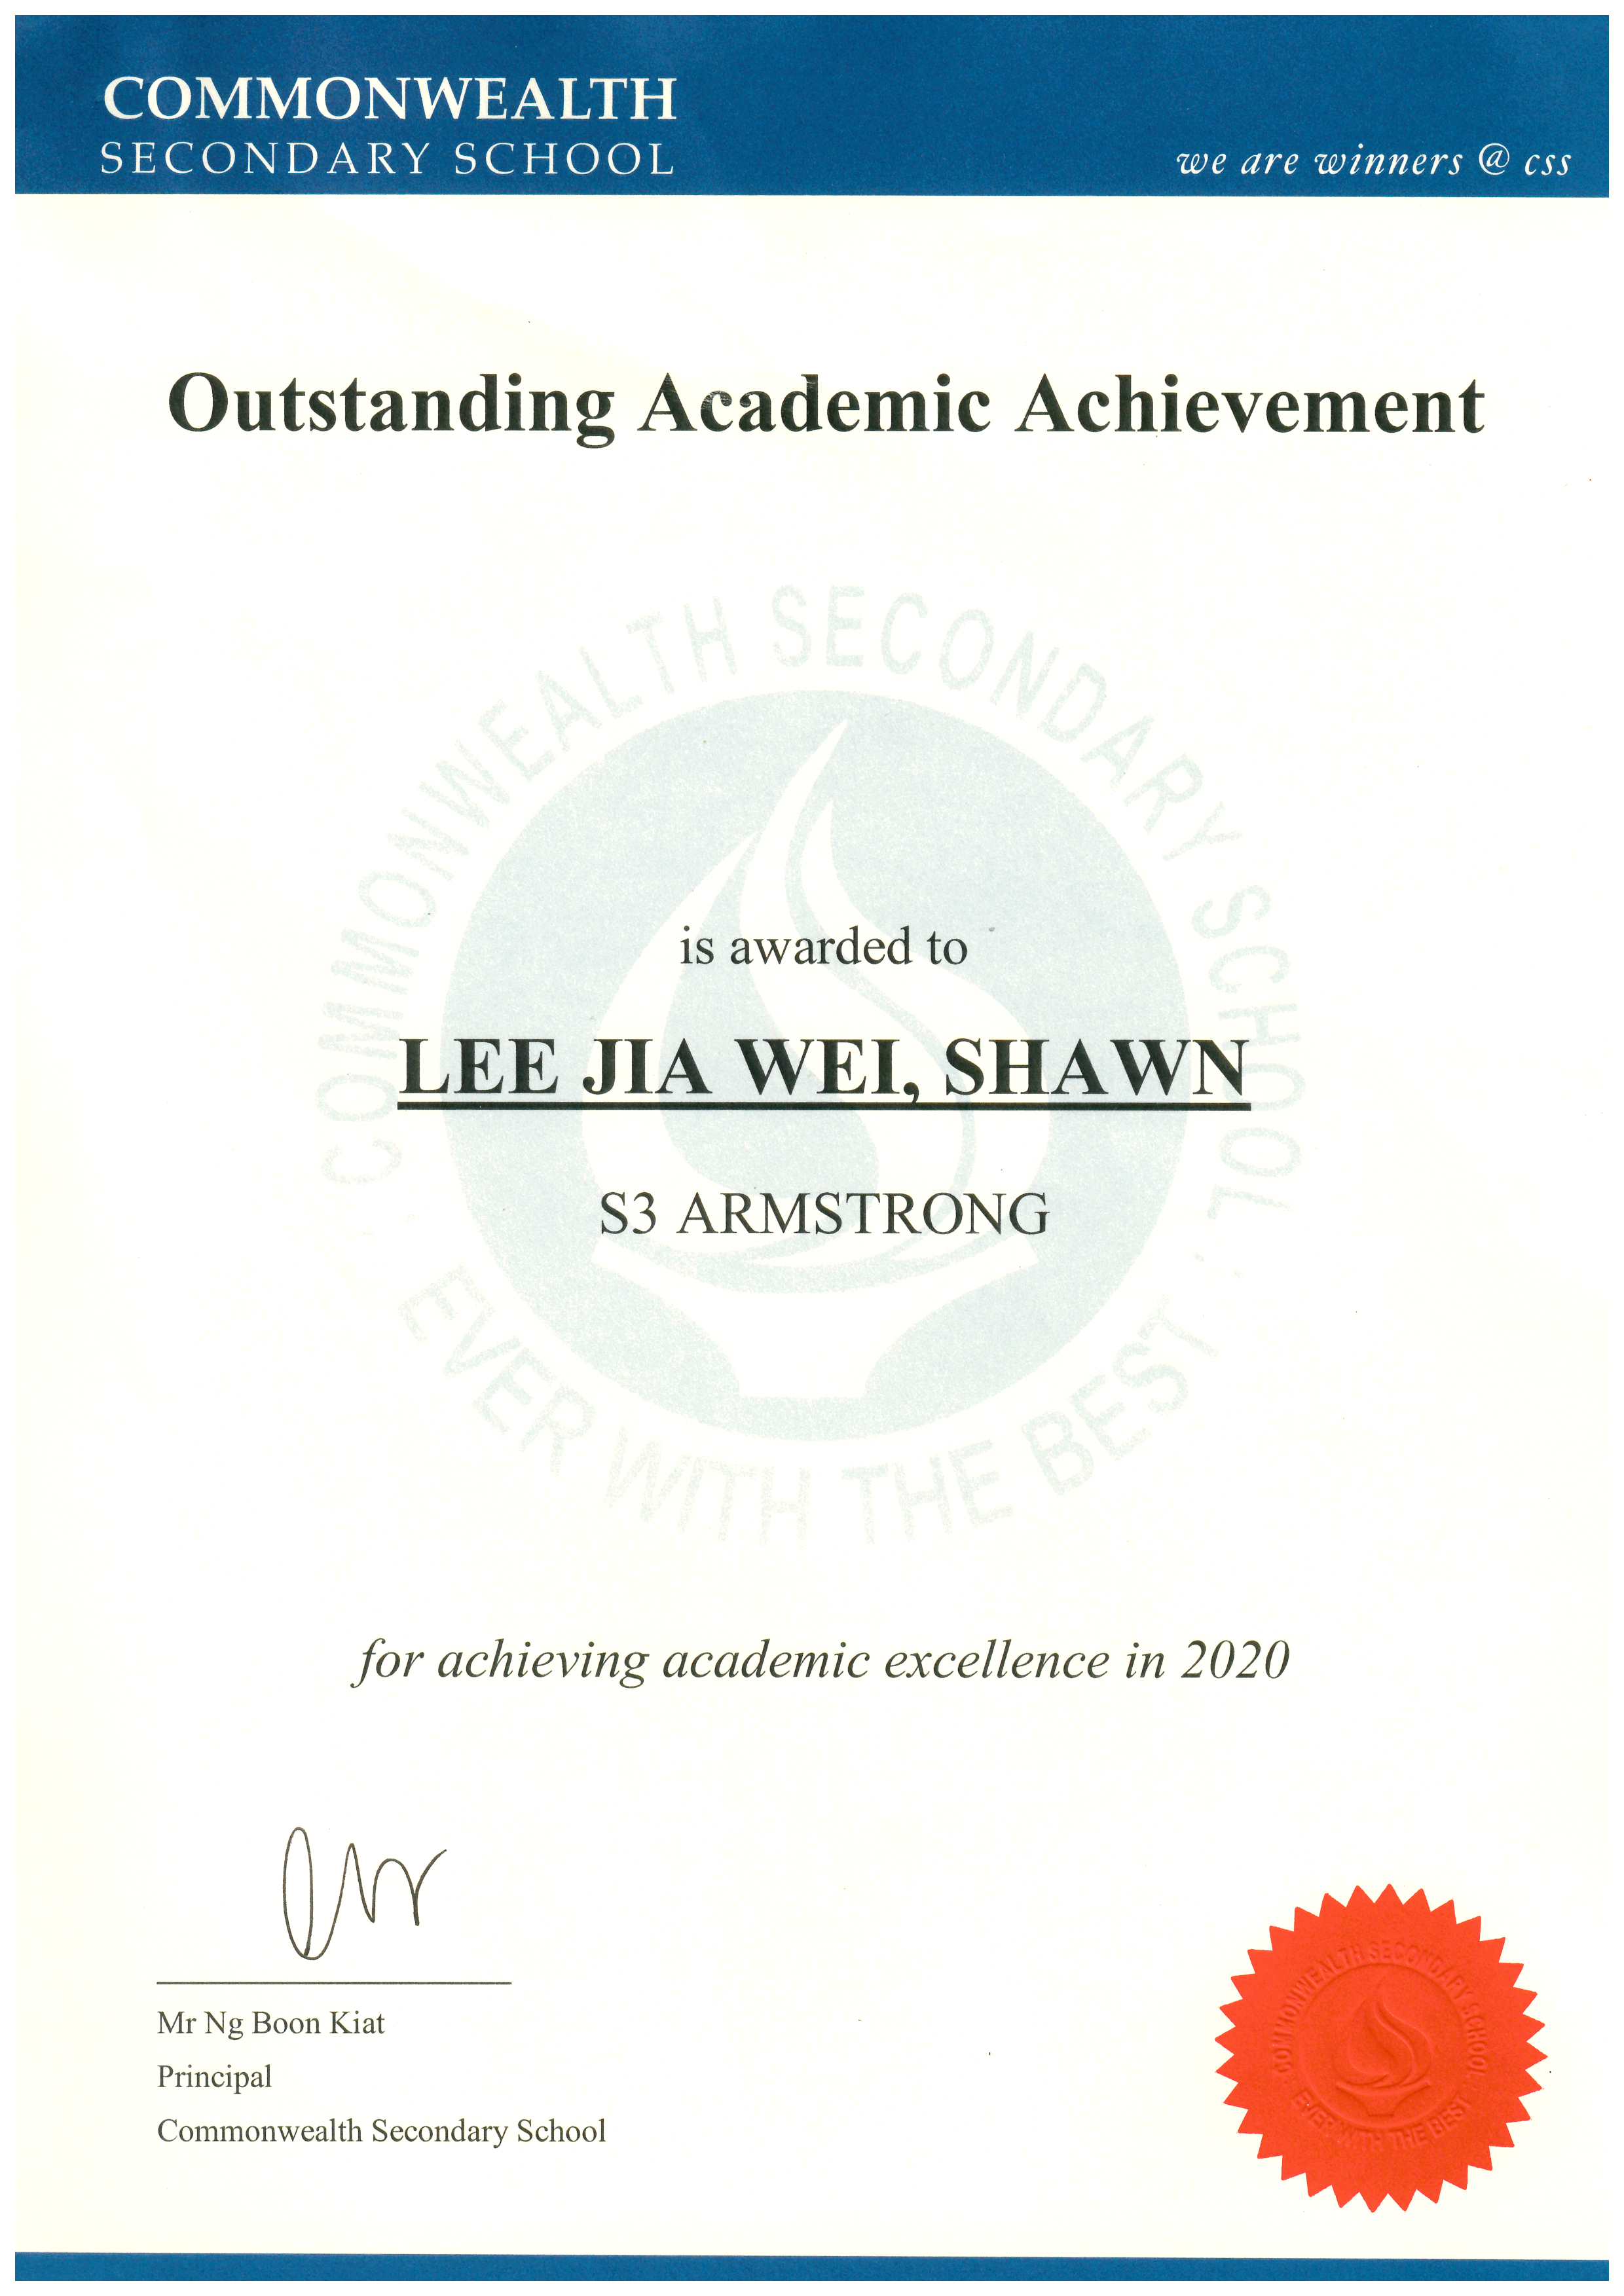 COMMONWEALTH
SECONDARY SCHOOL
we are winners @ css
Outstanding Academic Achievement
COMMONWEALTH SECONDARY SCHOOL
is awarded to
LEE JIA WEI, SHAWN
S3 ARMSTRONG
EVER WITH THE BEST
for achieving academic excellence in 2020
Mr Ng Boon Kiat
Principal
Commonwealth Secondary School
COMMONWEALTH SECONDARY SCHOOL
EVER WITH THE BEST